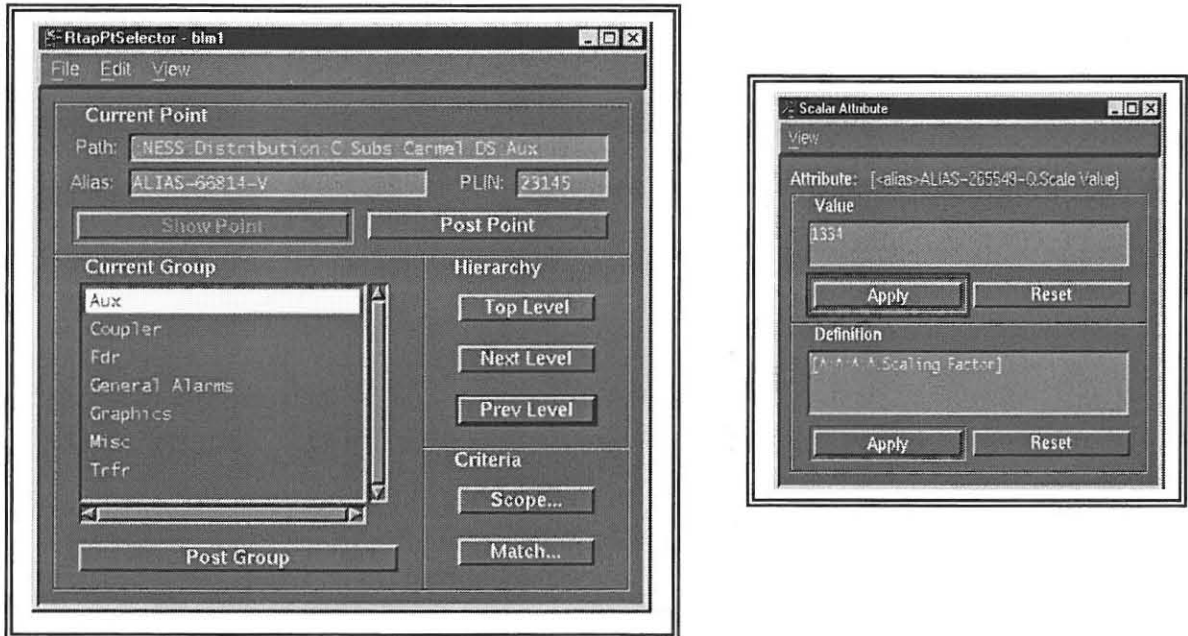 RtapPtSelector - blm1
File Edit View
Current Point
Path: :NESS Distribution C Subs Carmel DS Aux
Alias: ALIAS-66814-V PLIN: 23145
Show Point Post Point
Current Group
Aux
Coupler
Fdr
General Alarms
Graphics
Misc
Trfr
Post Group
Hierarchy
Top Level
Next Level
Prev Level
Criteria
Scope...
Match...
Scalar Attribute
View
Attribute: [<alias>ALIAS-265549-Q.Scale Value]
Value
1334
Apply Reset
Definition
[^.^.^.^.Scaling Factor]
Apply Reset